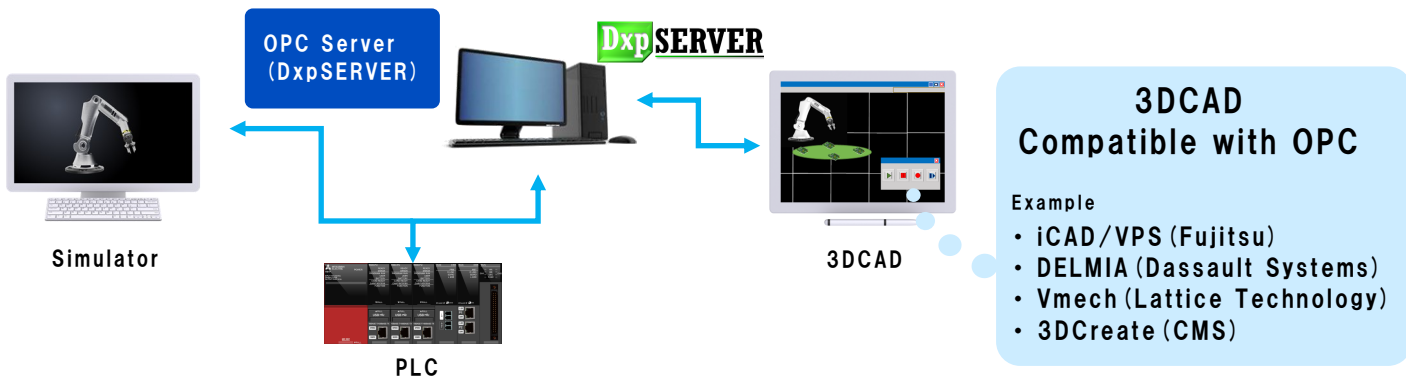 OPC Server
(DxpSERVER)
DxpSERVER
Simulator
PLC
3DCAD
3DCAD
Compatible with OPC
Example
・ iCAD/VPS(Fujitsu)
・ DELMIA(Dassault Systems)
・ Vmech(Lattice Technology)
・ 3DCreate(CMS)